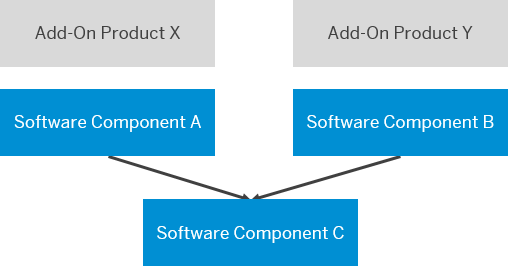 Add-On Product X
Add-On Product Y
Software Component A
Software Component B
Software Component C